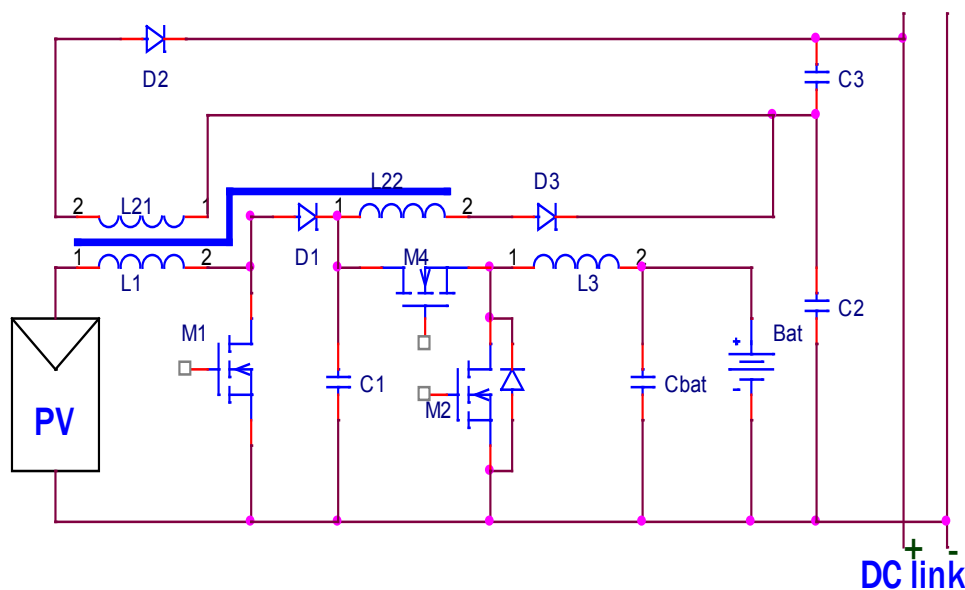 D2
C3
L22
D3
2 L21 1
1 2
D1
M4
1 2
1 L1 2
L3
M1
C2
Bat
+
C1
Cbat
M2
-
PV
+ -
DC link